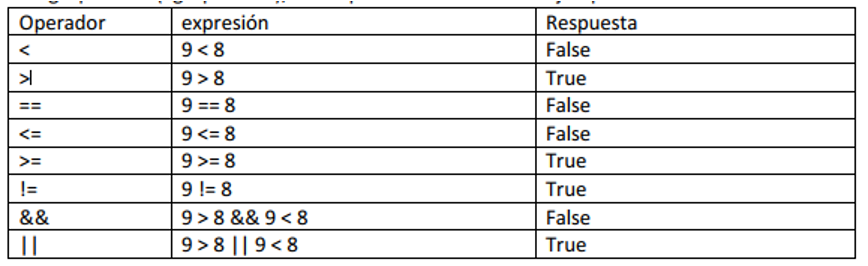 Operador expresión Respuesta
< 9 < 8 False
> 9 > 8 True
== 9 == 8 False
<= 9 <= 8 False
>= 9 >= 8 True
!= 9 != 8 True
&& 9 > 8 && 9 < 8 False
|| 9 > 8 || 9 < 8 True